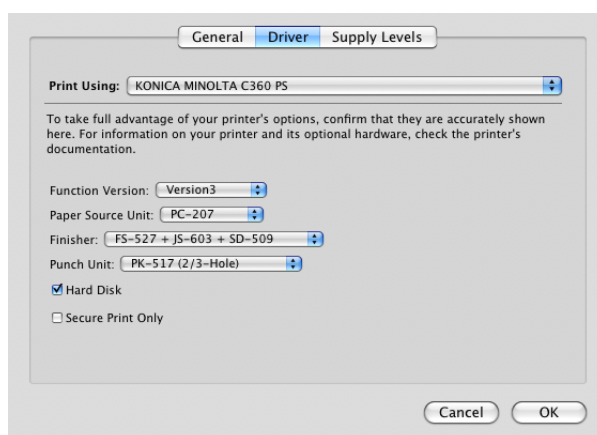 General Driver Supply Levels
Print Using: KONICA MINOLTA C360 PS
To take full advantage of your printer's options, confirm that they are accurately shown
here. For information on your printer and its optional hardware, check the printer's
documentation.
Function Version: Version3
Paper Source Unit: PC-207
Finisher: FS-527 + JS-603 + SD-509
Punch Unit: PK-517 (2/3-Hole)
Hard Disk
Secure Print Only
Cancel OK